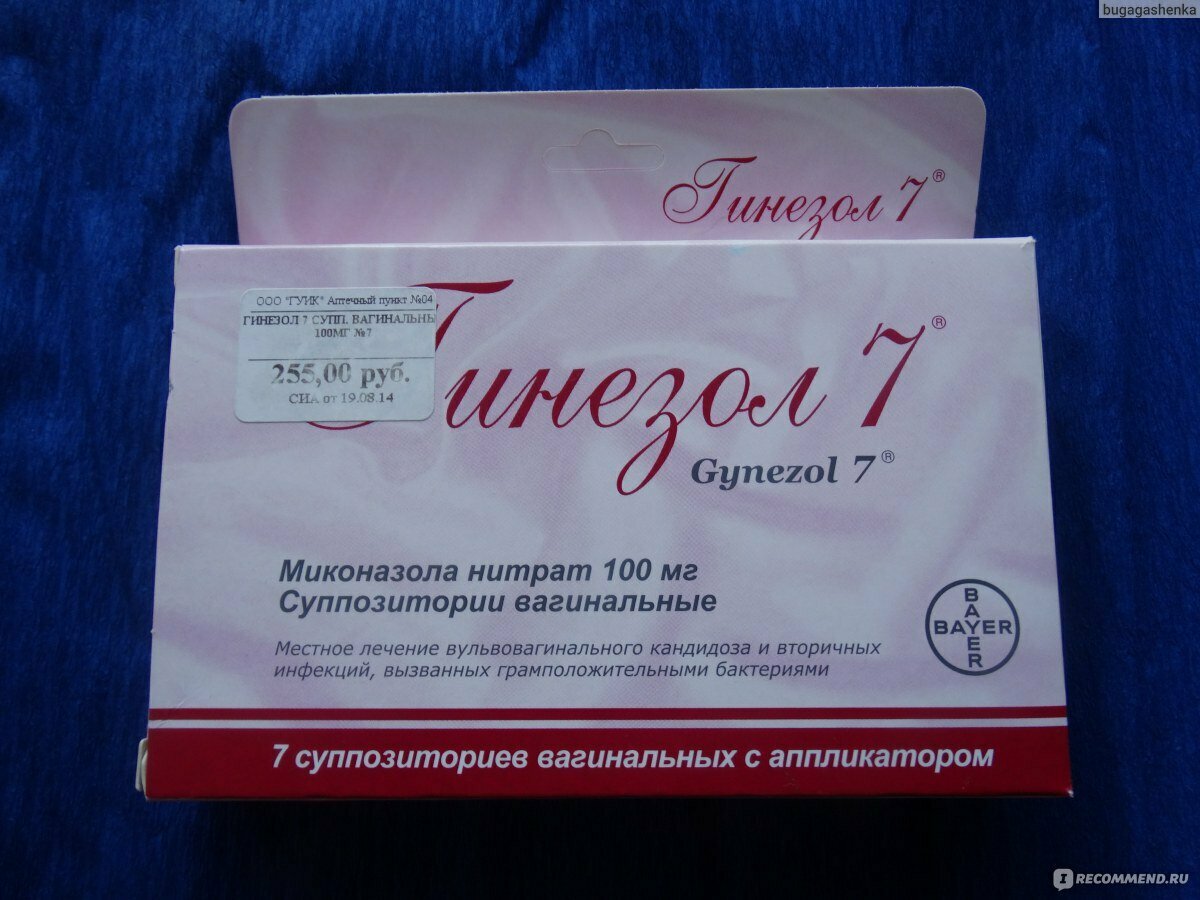 bugagashenka
Гинезол 7®
ООО "ГУИК" Аптечный пункт №04
ГИНЕЗОЛ 7 СУПП. ВАГИНАЛЬНЫ
100МГ №7
255,00 руб.
СИА от 19.08.14
Гинезол 7®
Gynezol 7®
Миконазола нитрат 100 мг
Суппозитории вагинальные
Местное лечение вульвовагинального кандидоза и вторичных
инфекций, вызванных грамположительными бактериями
BAYER
BAYER
7 суппозиториев вагинальных с аппликатором
I RECOMMEND.RU